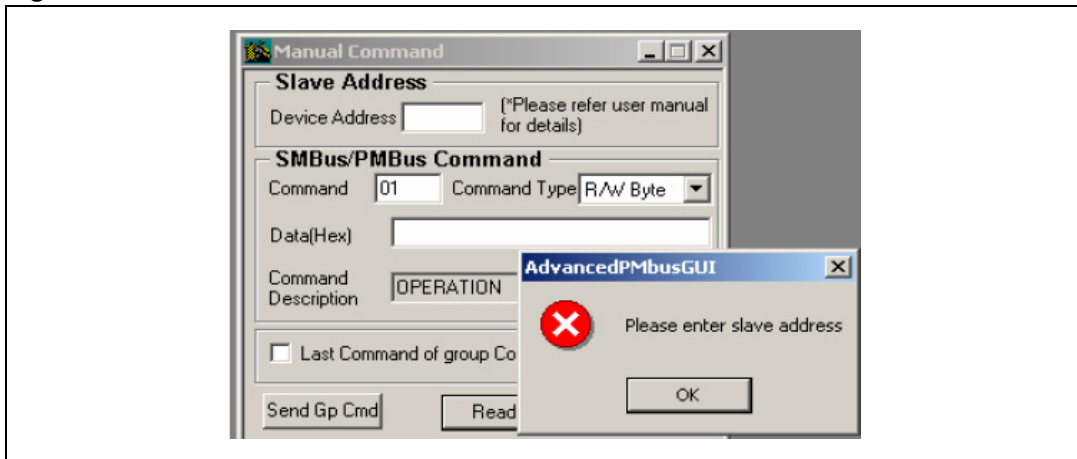 Manual Command
Slave Address
Device Address
(*Please refer user manual
for details)
SMBus/PMBus Command
Command 01 Command Type R/W Byte
Data(Hex)
Command
Description
OPERATION
Last Command of group Co
Send Gp Cmd Read
AdvancedPMbusGUI
Please enter slave address
OK